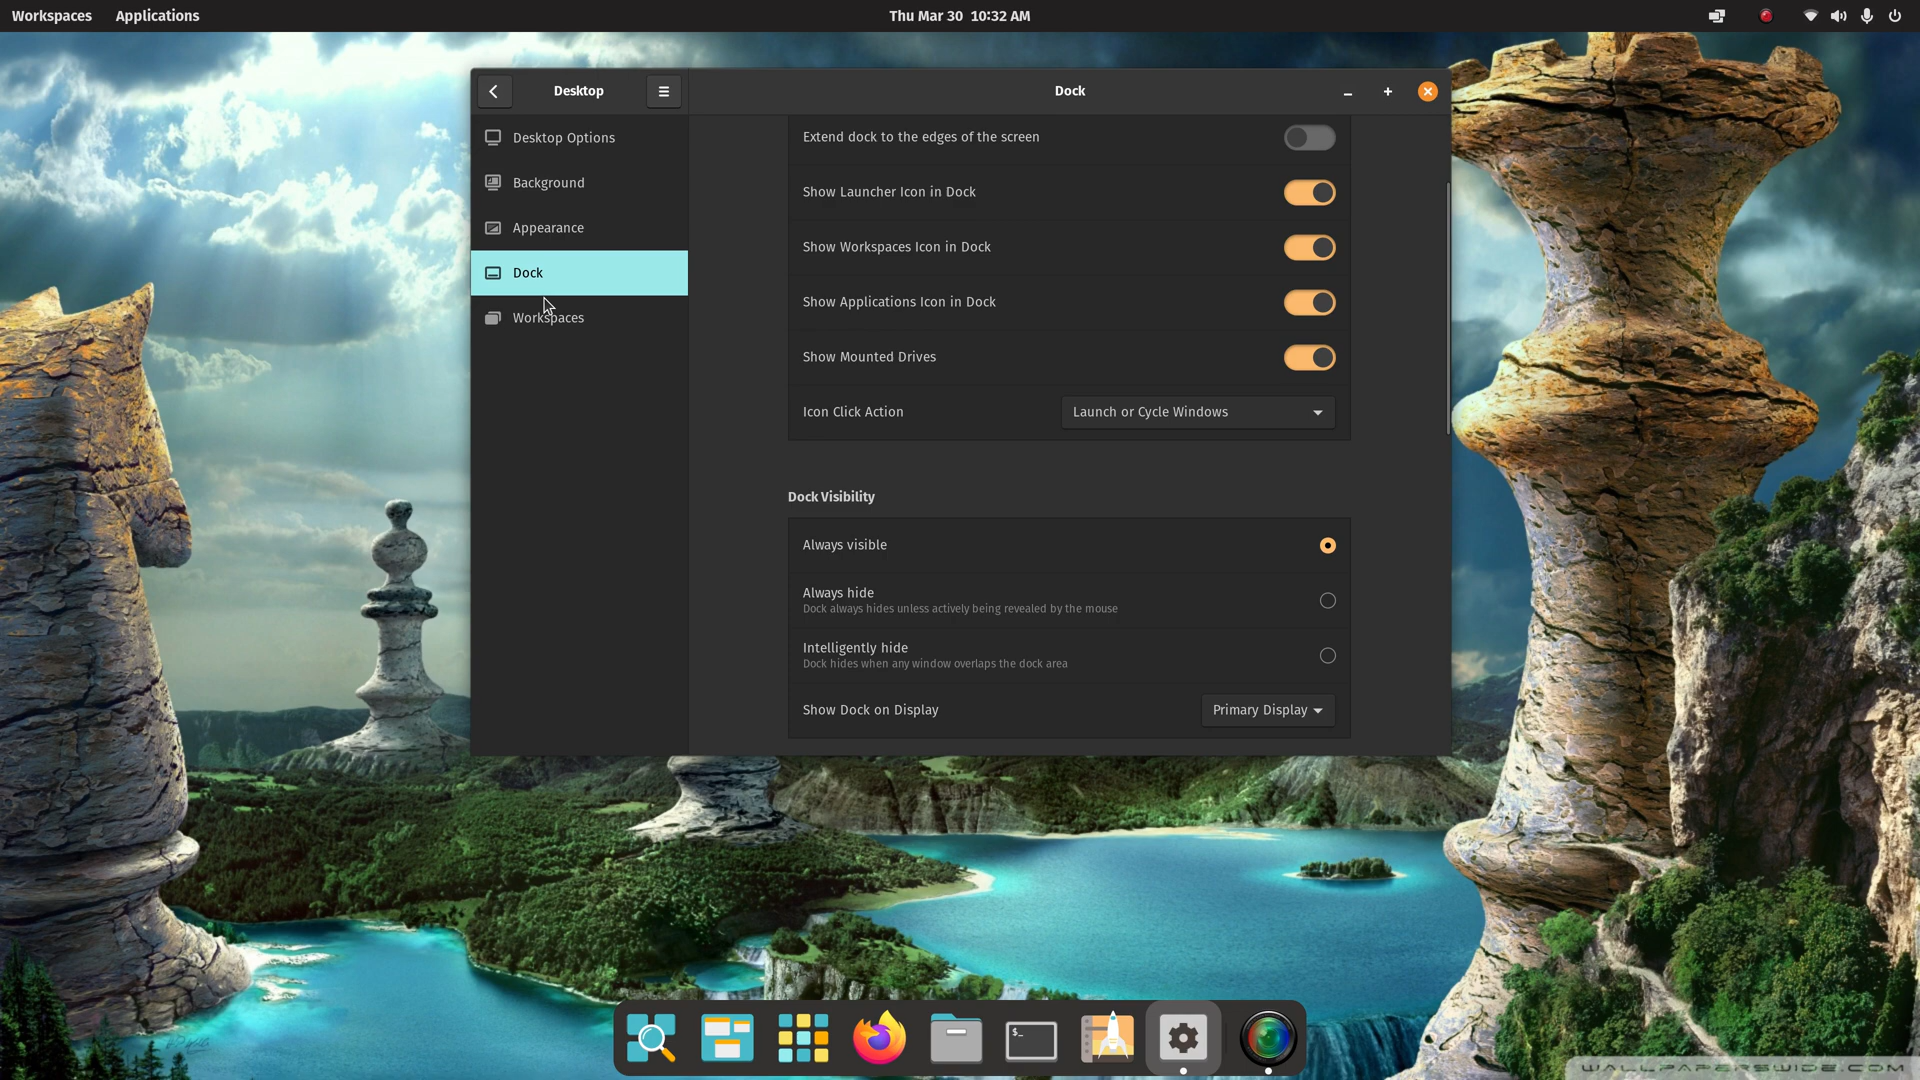 Workspaces Applications Thu Mar 30 10:32 AM
Desktop
Dock
Desktop Options
Background
Appearance
Dock
Workspaces
Extend dock to the edges of the screen
Show Launcher Icon in Dock
Show Workspaces Icon in Dock
Show Applications Icon in Dock
Show Mounted Drives
Icon Click Action Launch or Cycle Windows
Dock Visibility
Always visible
Always hide
Dock always hides unless actively being revealed by the mouse
Intelligently hide
Dock hides when any window overlaps the dock area
Show Dock on Display Primary Display
$_
WALLPAPERSWIDE.COM